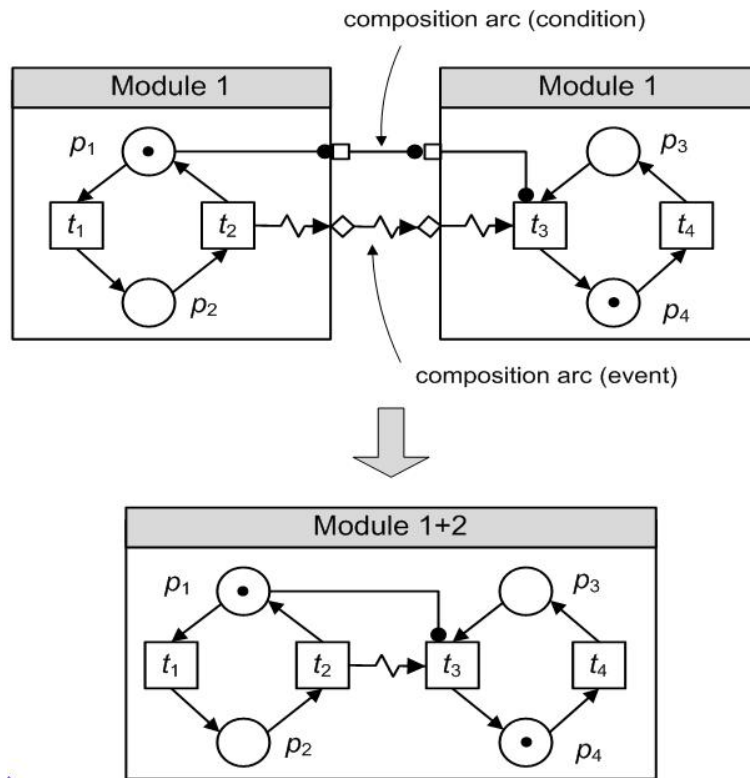 composition arc (condition)
Module 1
Module 1
p1
p3
t1
t2
t3
t4
p2
p4
composition arc (event)
Module 1+2
p1
p3
t1
t2
t3
t4
p2
p4